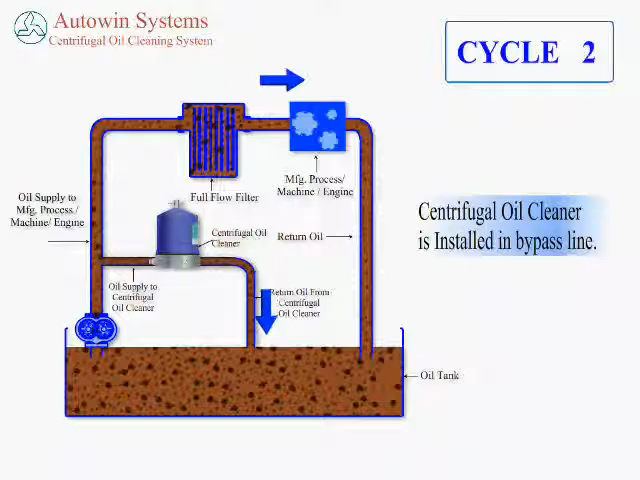 Autowin Systems
Centrifugal Oil Cleaning System
CYCLE 2
Mfg. Process/
Machine / Engine
Full Flow Filter
Oil Supply to
Mfg. Process /
Machine/ Engine
Centrifugal Oil
Cleaner
Return Oil
Centrifugal Oil Cleaner
is Installed in bypass line.
Oil Supply to
Centrifugal
Oil Cleaner
Return Oil From
Centrifugal
Oil Cleaner
Oil Tank